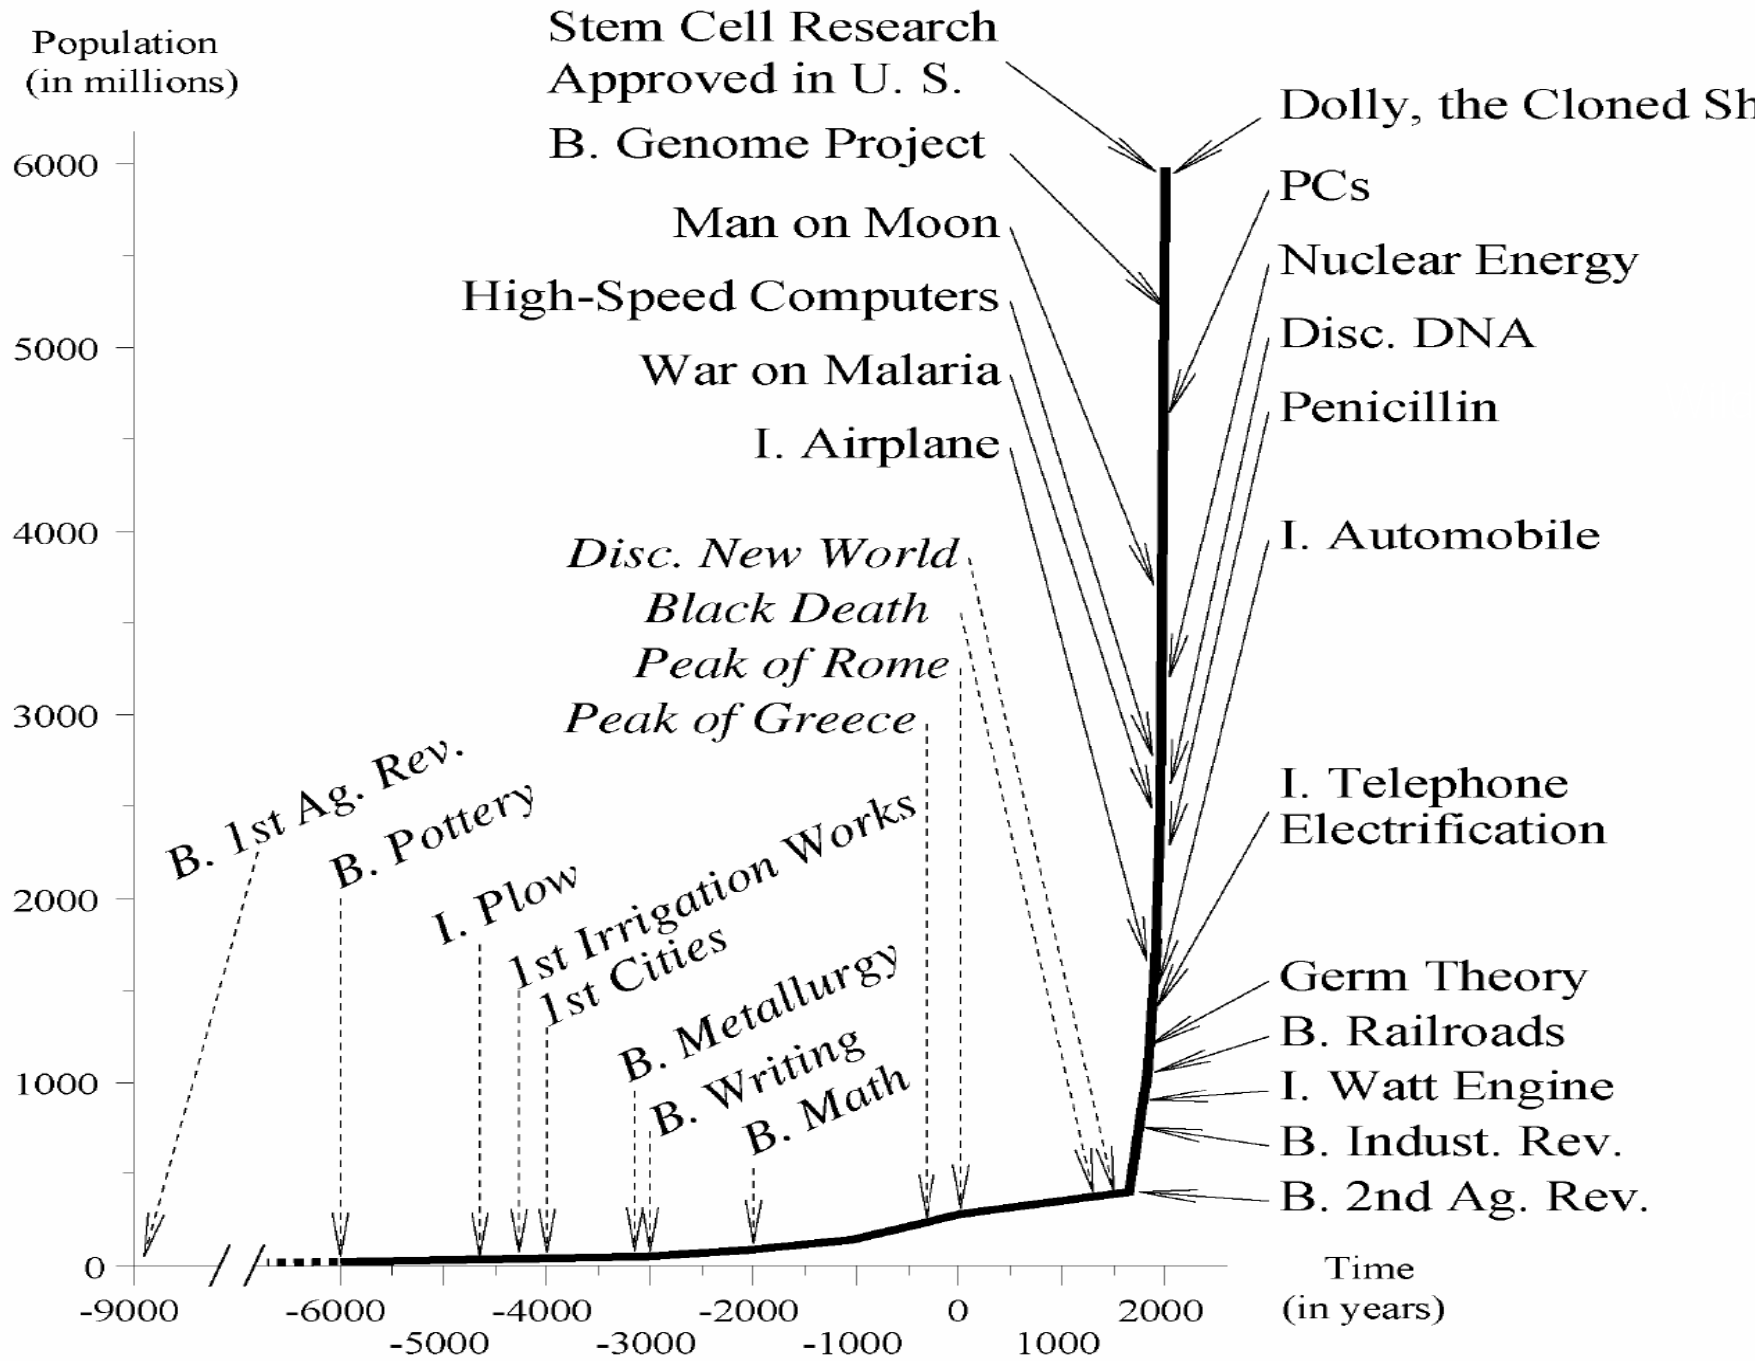 Population
(in millions)
Stem Cell Research
Approved in U. S.
B. Genome Project
Man on Moon
High-Speed Computers
War on Malaria
I. Airplane
Disc. New World
Black Death
Peak of Rome
Peak of Greece
B. 1st Ag. Rev.
B. Pottery
I. Plow
1st Irrigation Works
1st Cities
B. Metallurgy
B. Writing
B. Math
Dolly, the Cloned Sh
PCs
Nuclear Energy
Disc. DNA
Penicillin
I. Automobile
I. Telephone
Electrification
Germ Theory
B. Railroads
I. Watt Engine
B. Indust. Rev.
B. 2nd Ag. Rev.
6000
5000
4000
3000
2000
1000
0
-9000 -6000 -4000 -2000 0 2000
-5000 -3000 -1000 1000
Time
(in years)